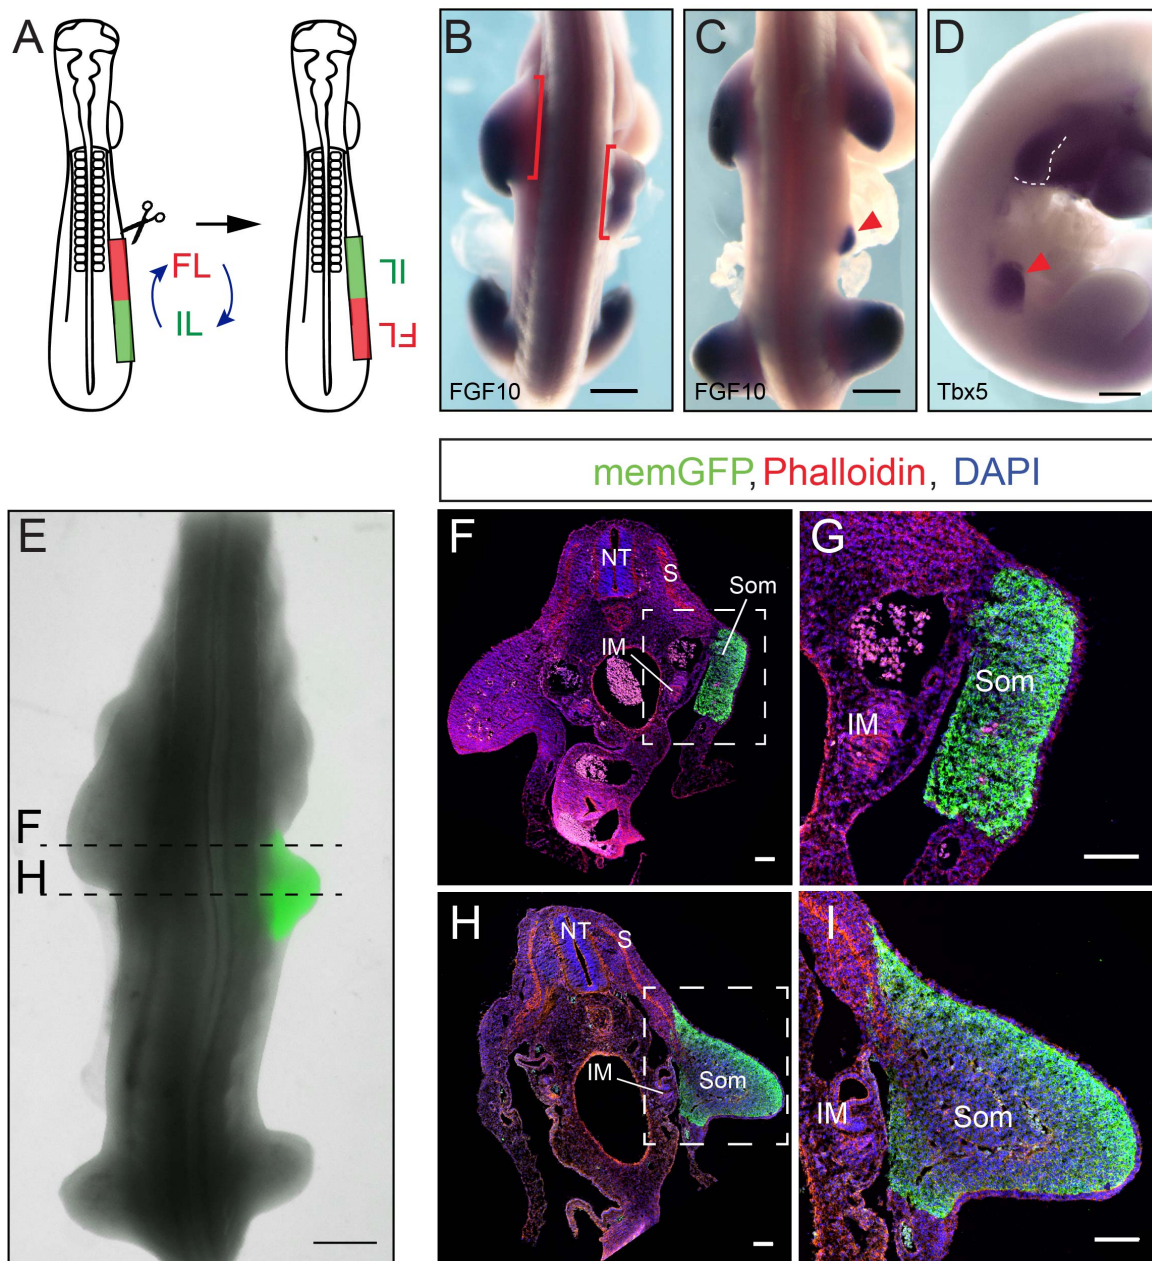 A
FL
IL
IL
FL
B
FGF10
C
FGF10
D
Tbx5
memGFP, Phalloidin, DAPI
E
F
H
F
NT
S
Som
IM
G
Som
IM
H
NT
S
IM
Som
I
IM
Som